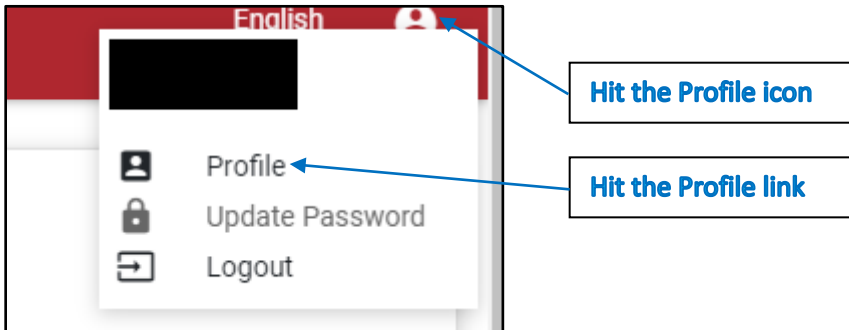 English
Hit the Profile icon
Profile
Hit the Profile link
Update Password
Logout